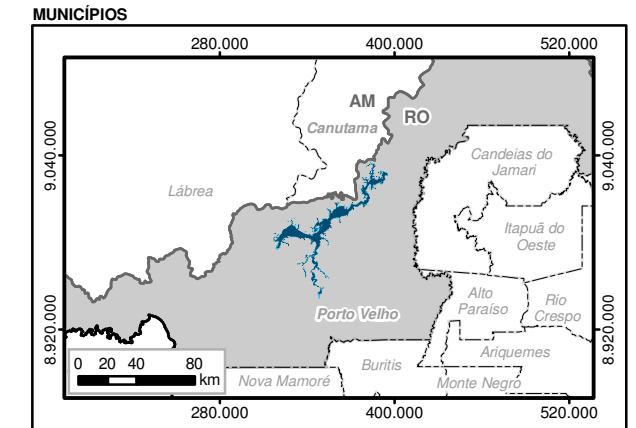 MUNICÍPIOS
280.000 400.000 520.000
AM
RO
Canutama
9.040.000
9.040.000
Candeias do
Jamari
Lábrea
Itapuã do
Oeste
Alto
Paraíso
Rio
Crespo
Porto Velho
8.920.000
8.920.000
Ariquemes
Buritis
0 20 40 80
km
Nova Mamoré
Monte Negro
280.000 400.000 520.000